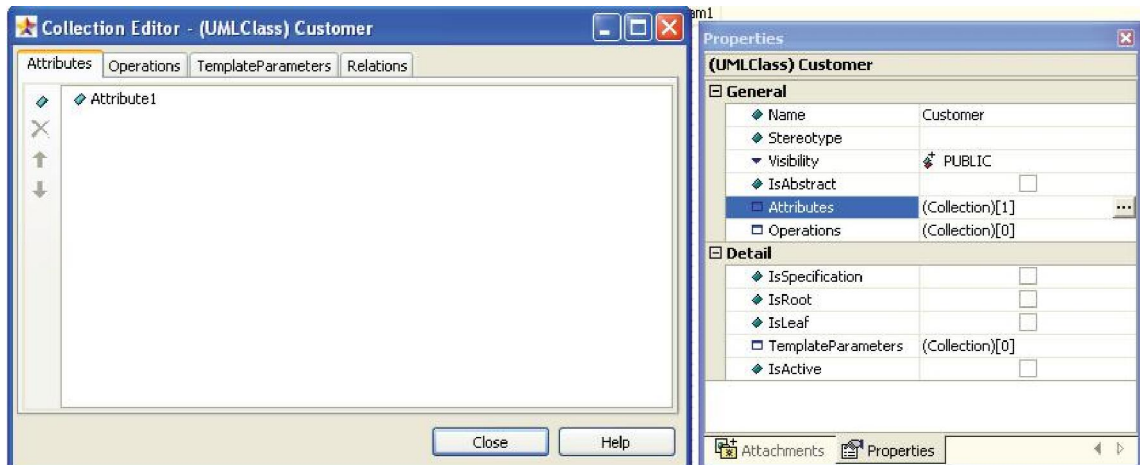 Collection Editor - (UMLClass) Customer
Attributes Operations TemplateParameters Relations
Attribute1
Close Help
am1
Properties
(UMLClass) Customer
General
Name Customer
Stereotype
Visibility PUBLIC
IsAbstract
Attributes (Collection)[1] ...
Operations (Collection)[0]
Detail
IsSpecification
IsRoot
IsLeaf
TemplateParameters (Collection)[0]
IsActive
Attachments Properties